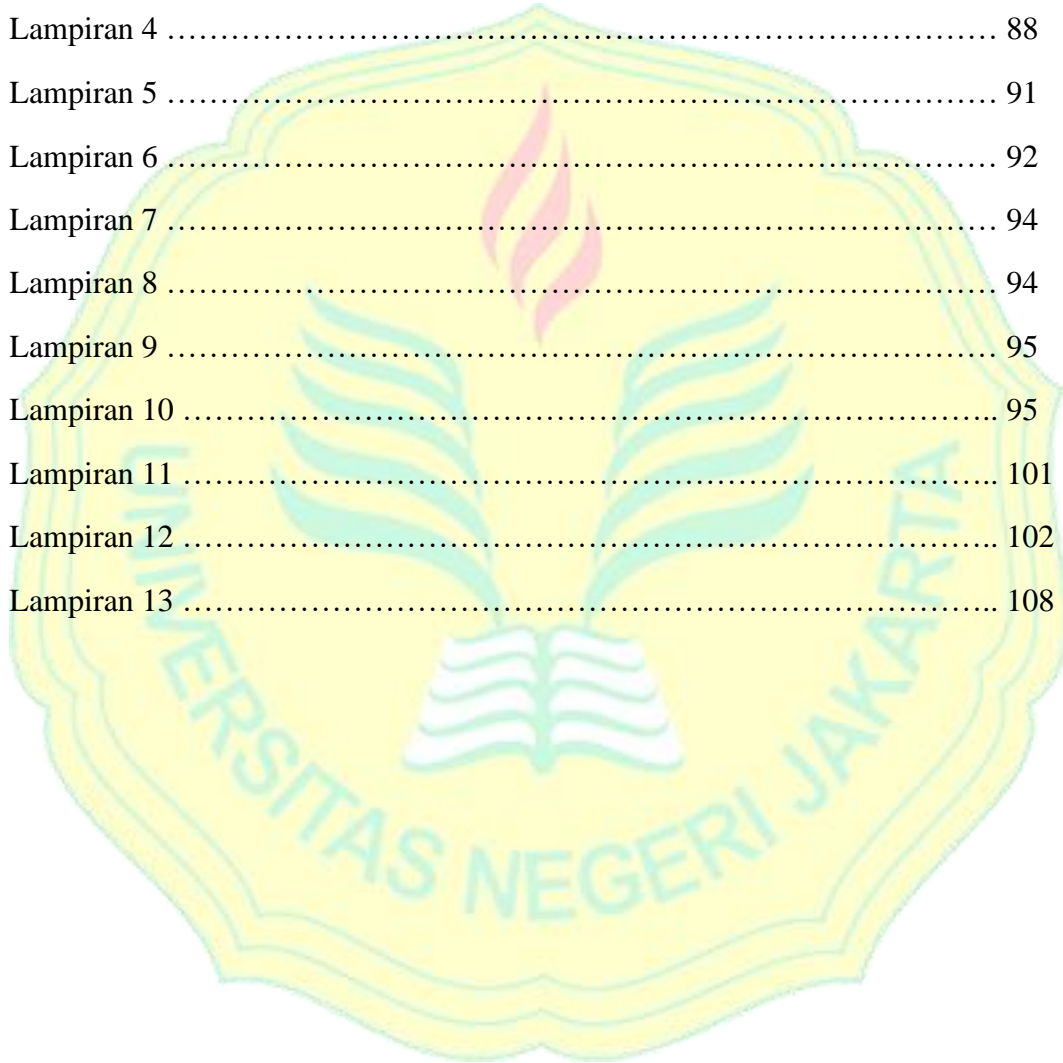 Lampiran 4 ……………………………………………………………………………… 88
Lampiran 5 ……………………………………………………………………………… 91
Lampiran 6 ……………………………………………………………………………… 92
Lampiran 7 ……………………………………………………………………………… 94
Lampiran 8 ……………………………………………………………………………… 94
Lampiran 9 ……………………………………………………………………………… 95
Lampiran 10 …………………………………………………………………………….. 95
Lampiran 11 …………………………………………………………………………….. 101
Lampiran 12 …………………………………………………………………………….. 102
Lampiran 13 …………………………………………………………………………….. 108
UNIVERSITAS NEGERI JAKARTA